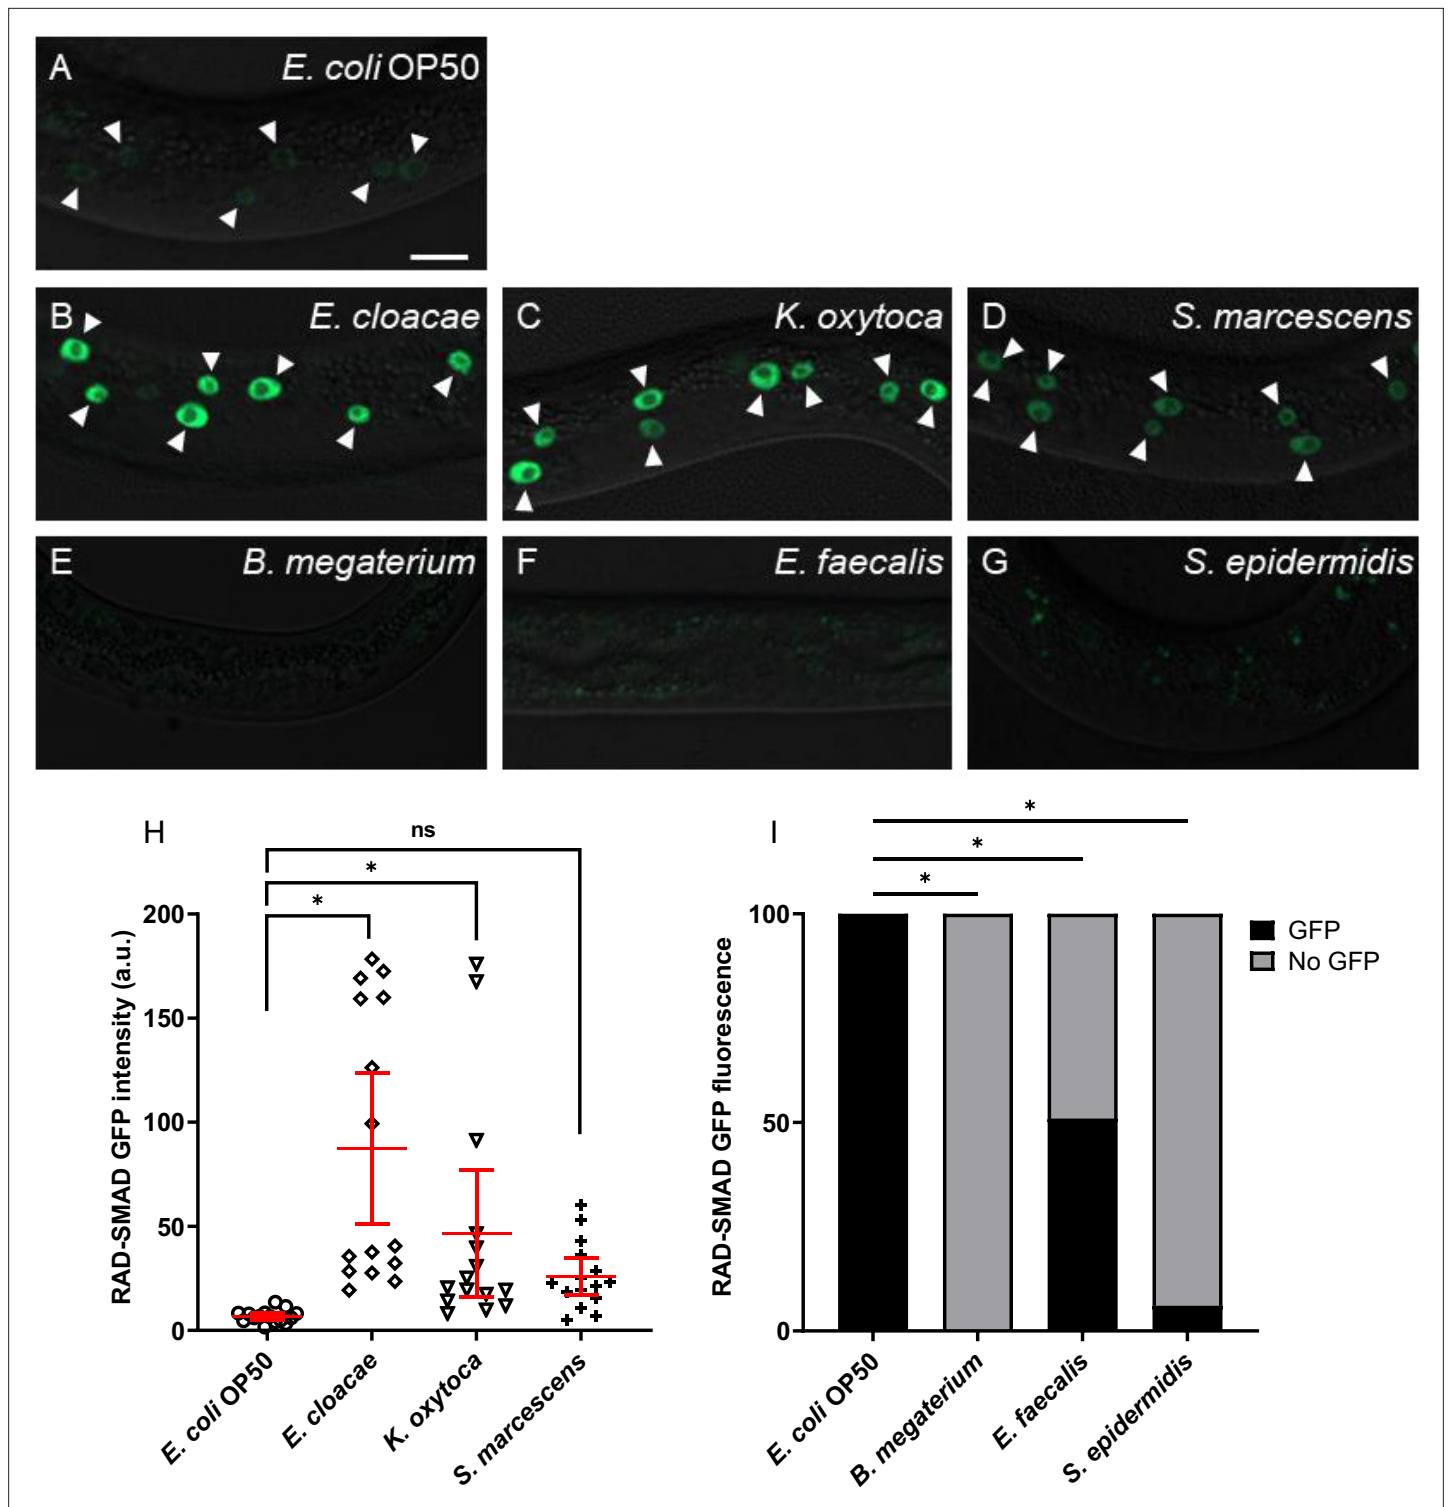 A E. coli OP50
B E. cloacae
C K. oxytoca
D S. marcescens
E B. megaterium
F E. faecalis
G S. epidermidis
H
ns
*
*
200
150
100
50
0
RAD-SMAD GFP intensity (a.u.)
E. coli OP50
E. cloacae
K. oxytoca
S. marcescens
I
*
*
*
100
50
0
RAD-SMAD GFP fluorescence
GFP
No GFP
E. coli OP50
B. megaterium
E. faecalis
S. epidermidis